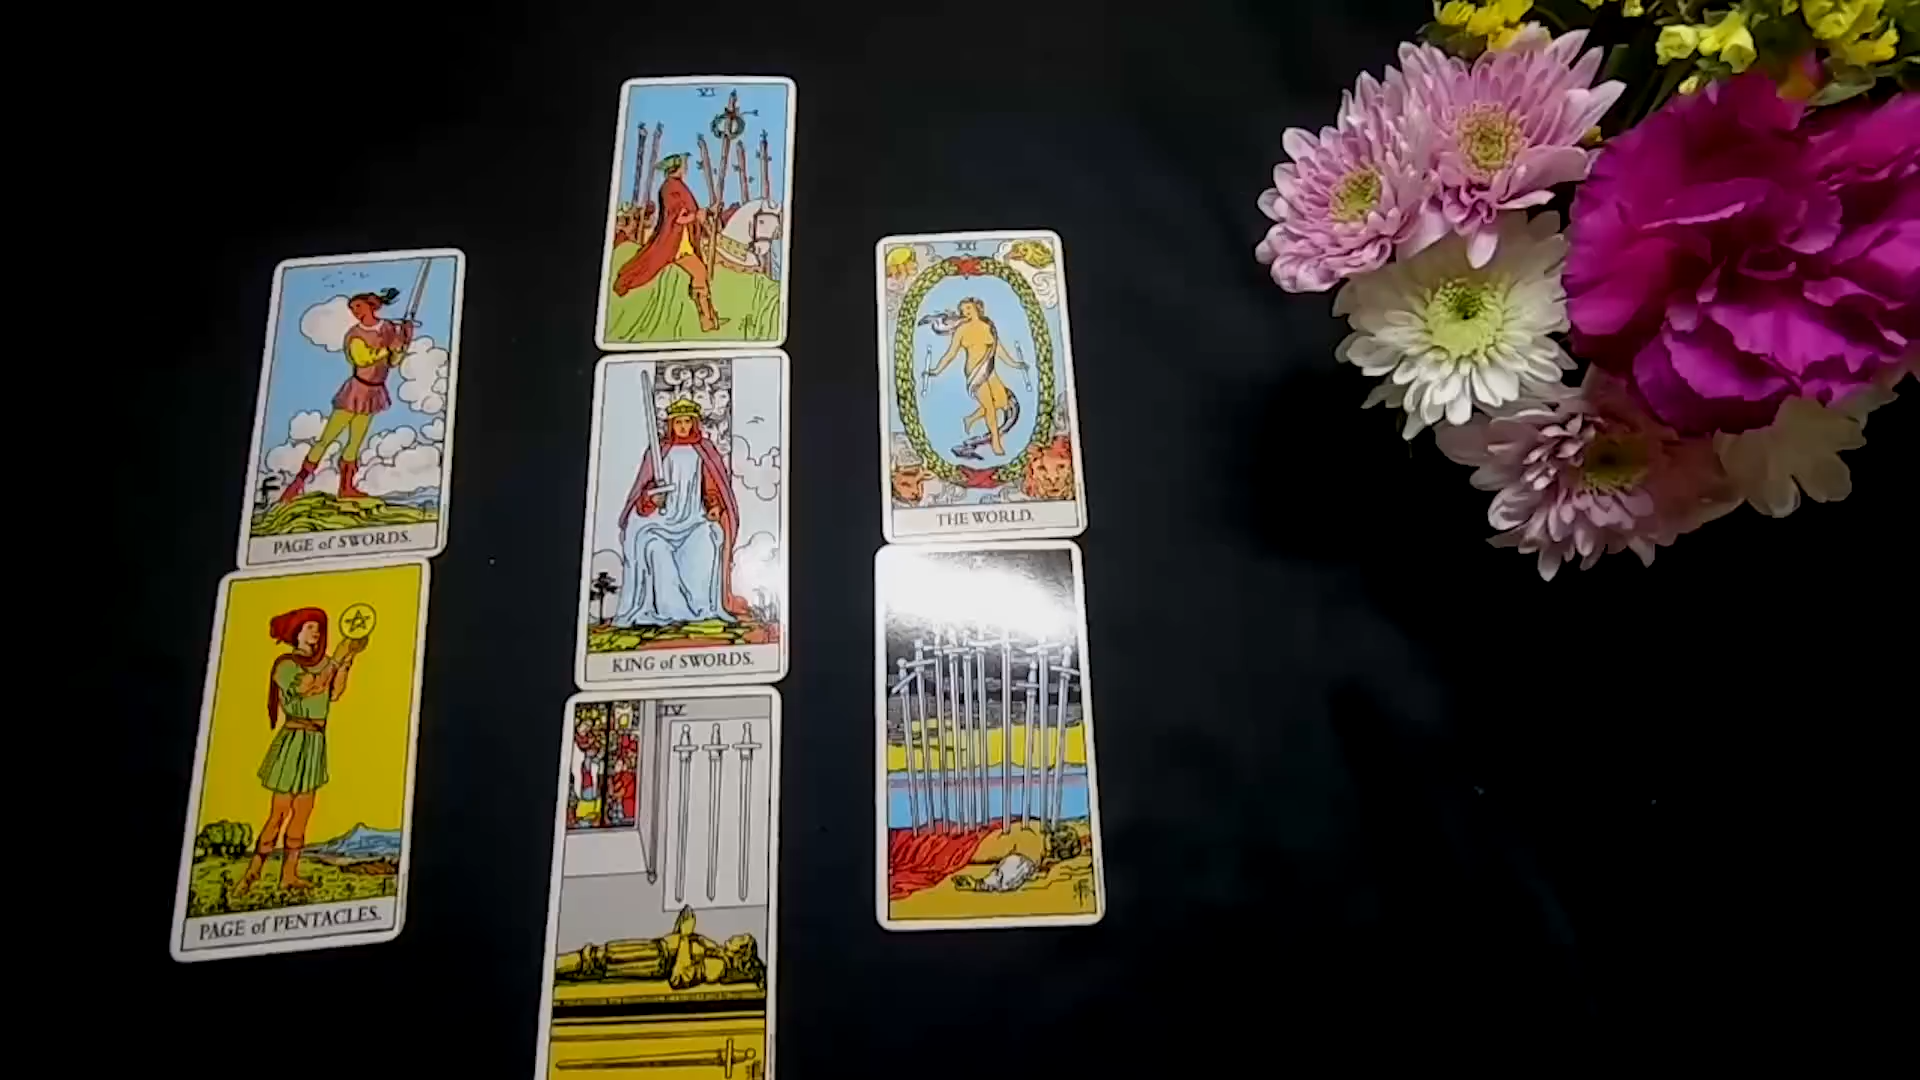 VI
XXI
PAGE of SWORDS.
THE WORLD.
KING of SWORDS.
IV
PAGE of PENTACLES.